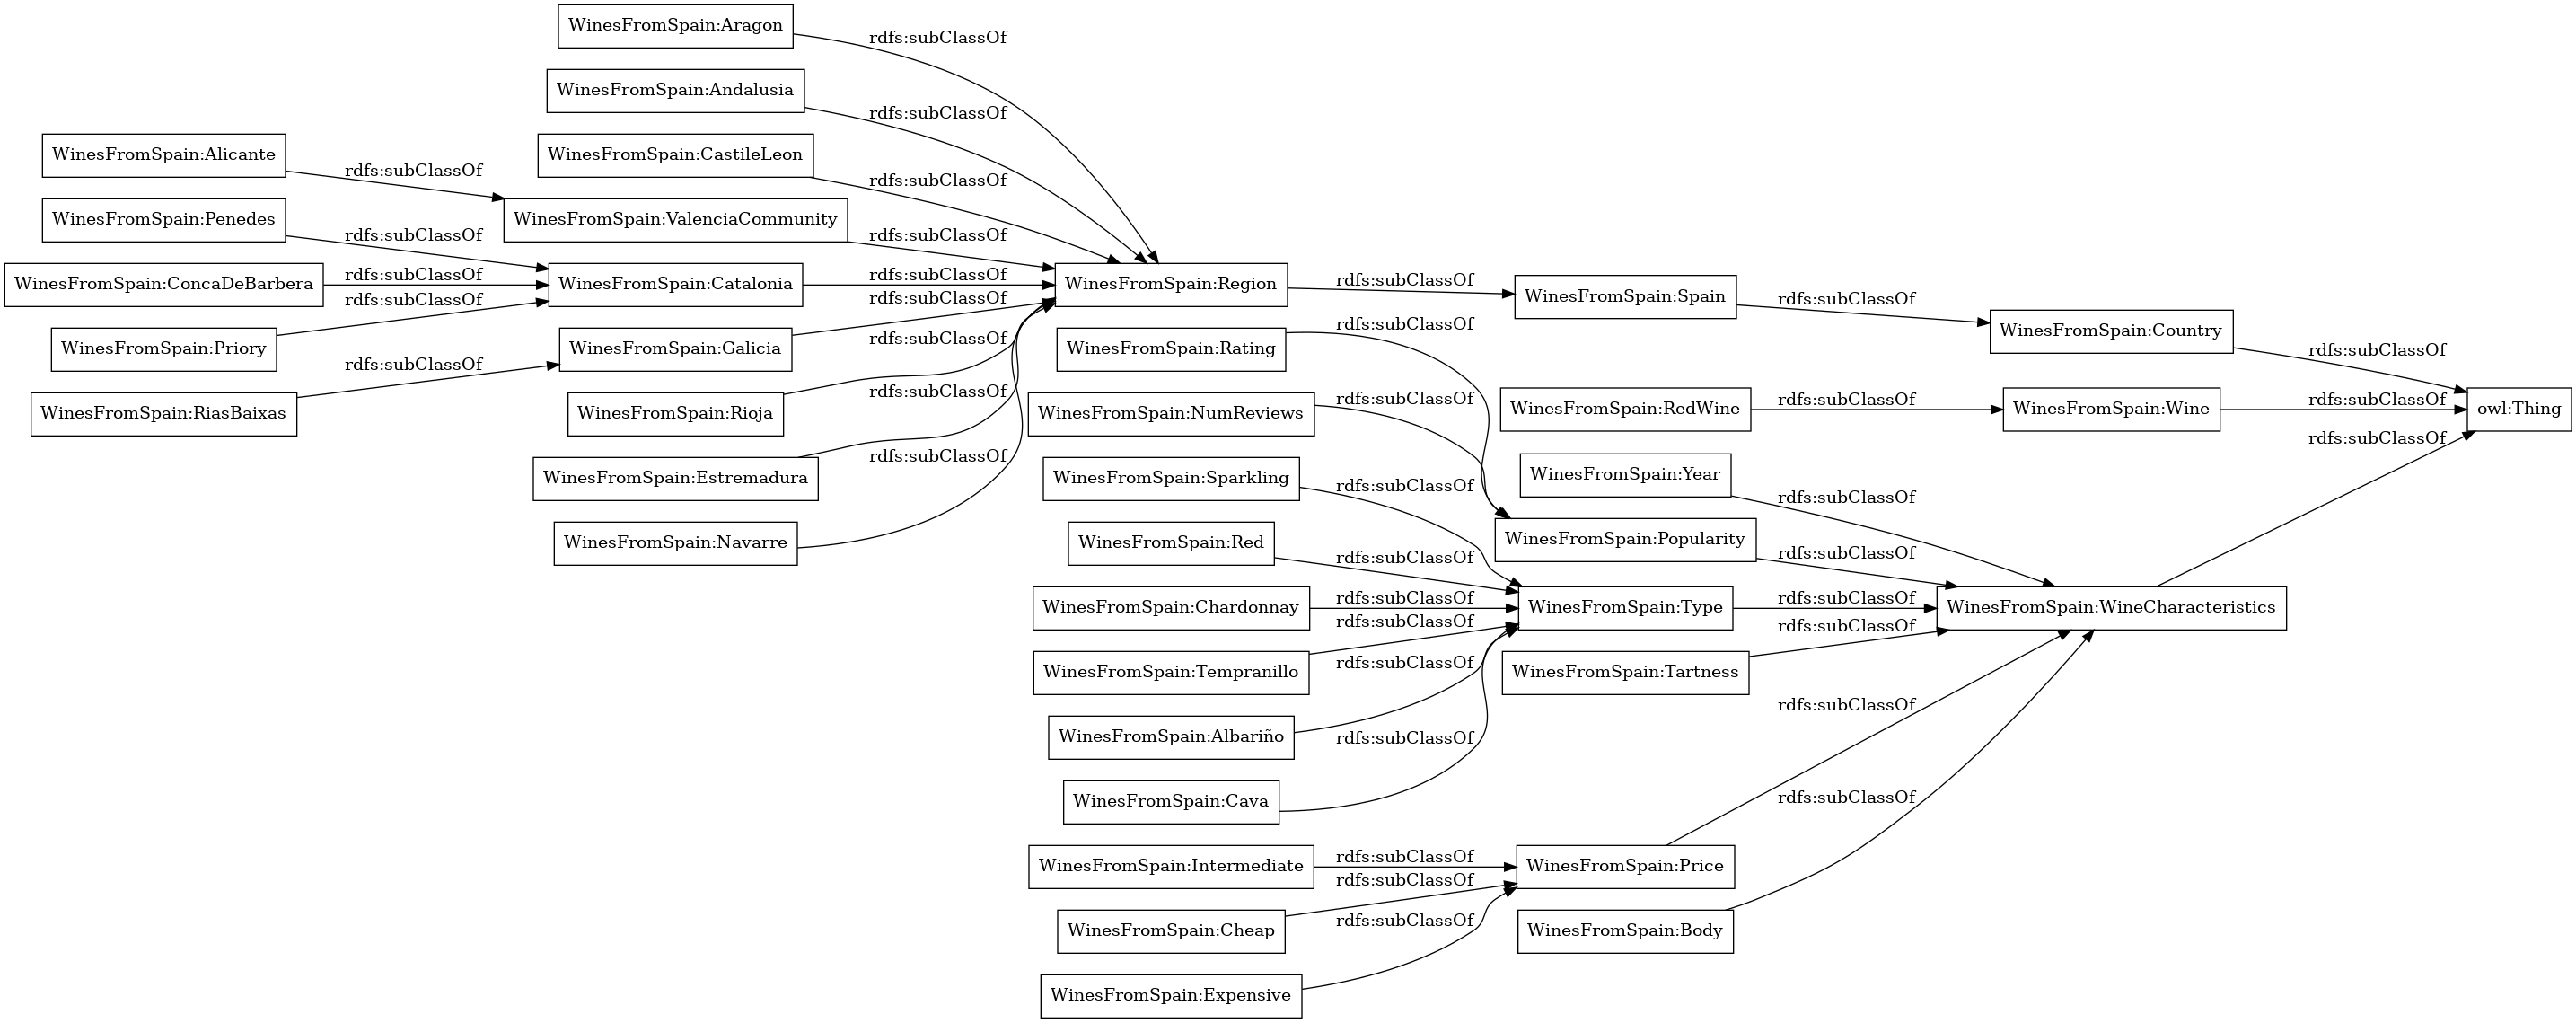 WinesFromSpain:Aragon
rdfs:subClassOf
WinesFromSpain:Andalusia
rdfs:subClassOf
WinesFromSpain:Alicante
rdfs:subClassOf
WinesFromSpain:CastileLeon
rdfs:subClassOf
WinesFromSpain:Penedes
rdfs:subClassOf
WinesFromSpain:ValenciaCommunity
rdfs:subClassOf
WinesFromSpain:ConcaDeBarbera
rdfs:subClassOf
WinesFromSpain:Catalonia
rdfs:subClassOf
WinesFromSpain:Region
rdfs:subClassOf
WinesFromSpain:Spain
rdfs:subClassOf
WinesFromSpain:Country
rdfs:subClassOf
WinesFromSpain:Priory
rdfs:subClassOf
WinesFromSpain:Galicia
rdfs:subClassOf
WinesFromSpain:Rating
rdfs:subClassOf
WinesFromSpain:RiasBaixas
rdfs:subClassOf
WinesFromSpain:Rioja
rdfs:subClassOf
WinesFromSpain:NumReviews
rdfs:subClassOf
WinesFromSpain:RedWine
rdfs:subClassOf
WinesFromSpain:Wine
rdfs:subClassOf
owl:Thing
WinesFromSpain:Estremadura
rdfs:subClassOf
WinesFromSpain:Sparkling
rdfs:subClassOf
WinesFromSpain:Year
rdfs:subClassOf
WinesFromSpain:Navarre
rdfs:subClassOf
WinesFromSpain:Red
rdfs:subClassOf
WinesFromSpain:Popularity
rdfs:subClassOf
WinesFromSpain:Chardonnay
rdfs:subClassOf
WinesFromSpain:Type
rdfs:subClassOf
WinesFromSpain:WineCharacteristics
rdfs:subClassOf
WinesFromSpain:Tempranillo
rdfs:subClassOf
WinesFromSpain:Tartness
rdfs:subClassOf
WinesFromSpain:Albariño
rdfs:subClassOf
WinesFromSpain:Cava
rdfs:subClassOf
WinesFromSpain:Intermediate
rdfs:subClassOf
WinesFromSpain:Price
rdfs:subClassOf
WinesFromSpain:Cheap
rdfs:subClassOf
WinesFromSpain:Body
rdfs:subClassOf
WinesFromSpain:Expensive
rdfs:subClassOf